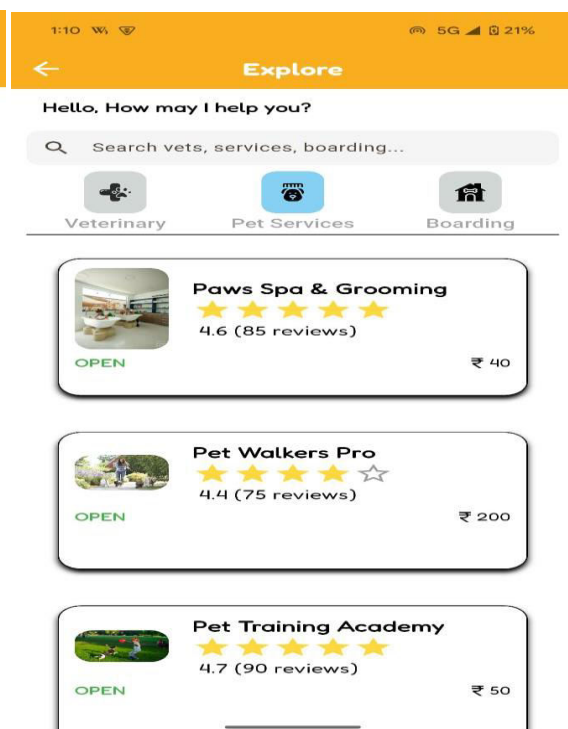 1:10 5G 21%
Explore
Hello, How may I help you?
Search vets, services, boarding...
Veterinary Pet Services Boarding
Paws Spa & Grooming
4.6 (85 reviews)
OPEN ₹ 40
Pet Walkers Pro
4.4 (75 reviews)
OPEN ₹ 200
Pet Training Academy
4.7 (90 reviews)
OPEN ₹ 50